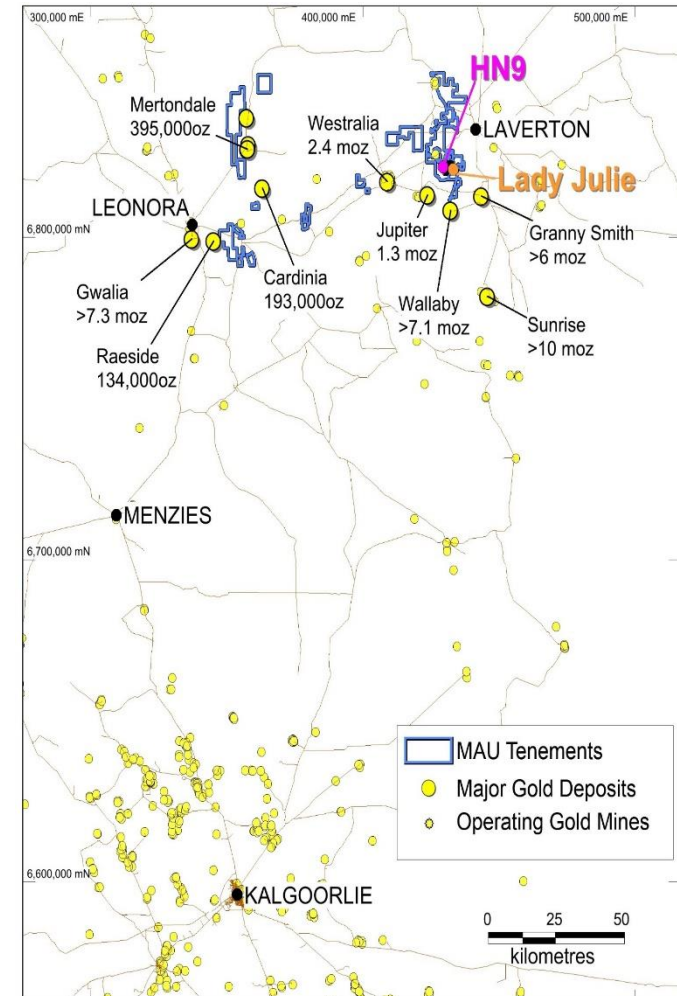 300,000 mE
400,000 mE
500,000 mE
HN9
Mertondale
395,000oz
Westralia
2.4 moz
LAVERTON
Lady Julie
LEONORA
6,800,000 mN
Jupiter
1.3 moz
Granny Smith
>6 moz
Cardinia
193,000oz
Gwalia
>7.3 moz
Wallaby
>7.1 moz
Sunrise
>10 moz
Raeside
134,000oz
MENZIES
6,700,000 mN
MAU Tenements
Major Gold Deposits
Operating Gold Mines
6,600,000 mN
KALGOORLIE
0 25 50
kilometres